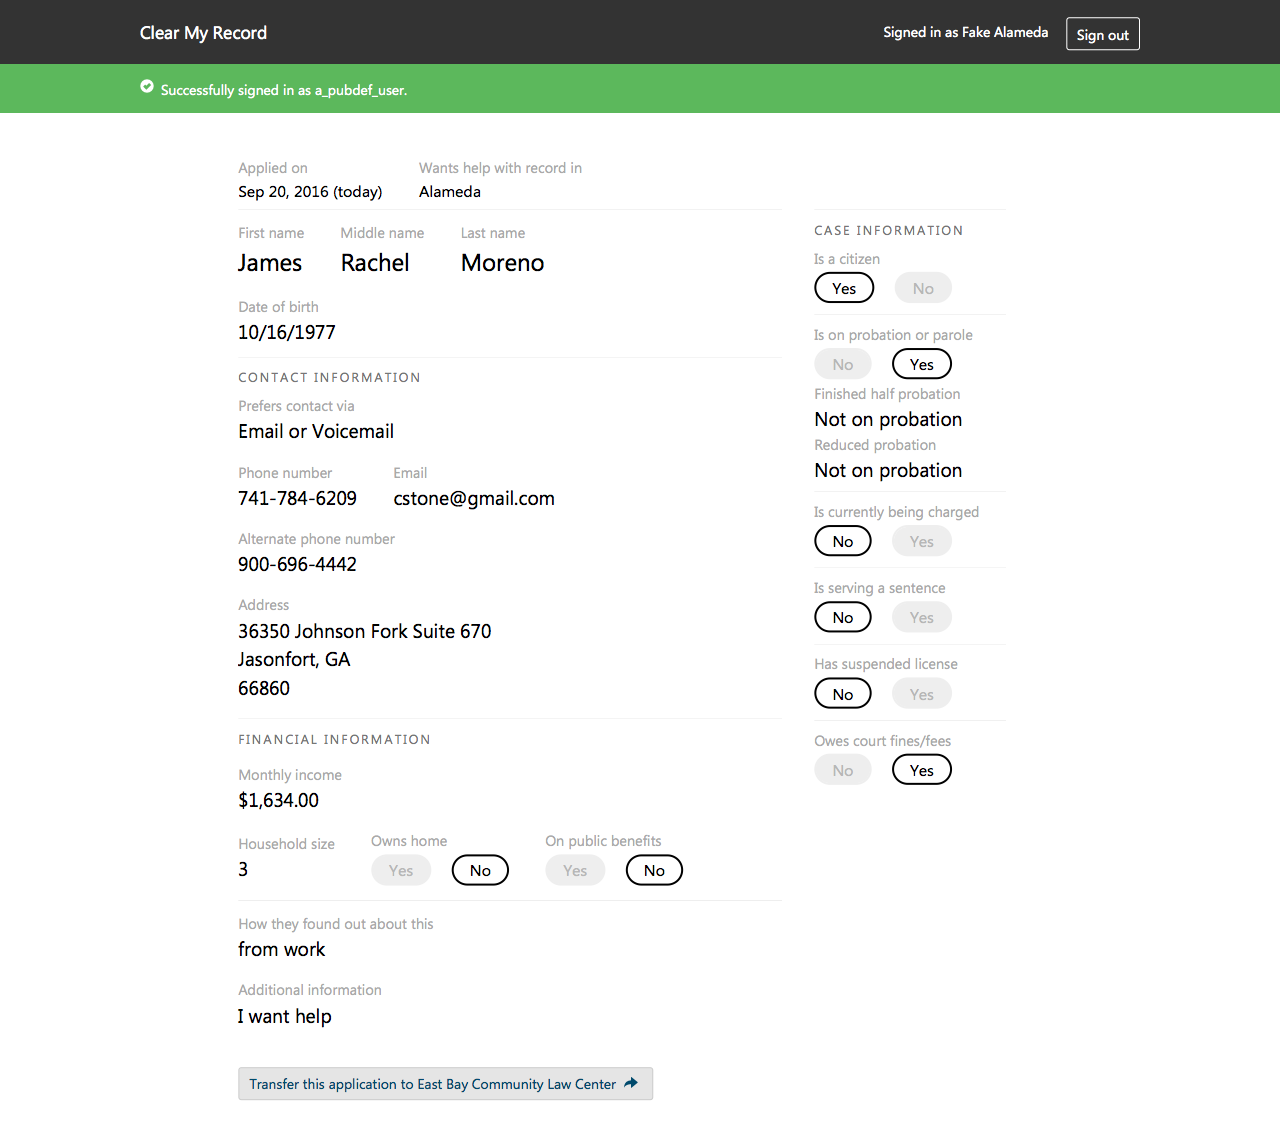 Clear My Record
Signed in as Fake Alameda
Sign out
Successfully signed in as a_pubdef_user.
Applied on
Wants help with record in
Sep 20, 2016 (today)
Alameda
First name
Middle name
Last name
James
Rachel
Moreno
Date of birth
10/16/1977
CONTACT INFORMATION
Prefers contact via
Email or Voicemail
Phone number
Email
741-784-6209
cstone@gmail.com
Alternate phone number
900-696-4442
Address
36350 Johnson Fork Suite 670
Jasonfort, GA
66860
FINANCIAL INFORMATION
Monthly income
$1,634.00
Household size
Owns home
On public benefits
3
Yes
No
Yes
No
How they found out about this
from work
Additional information
I want help
Transfer this application to East Bay Community Law Center
CASE INFORMATION
Is a citizen
Yes
No
Is on probation or parole
No
Yes
Finished half probation
Not on probation
Reduced probation
Not on probation
Is currently being charged
No
Yes
Is serving a sentence
No
Yes
Has suspended license
No
Yes
Owes court fines/fees
No
Yes